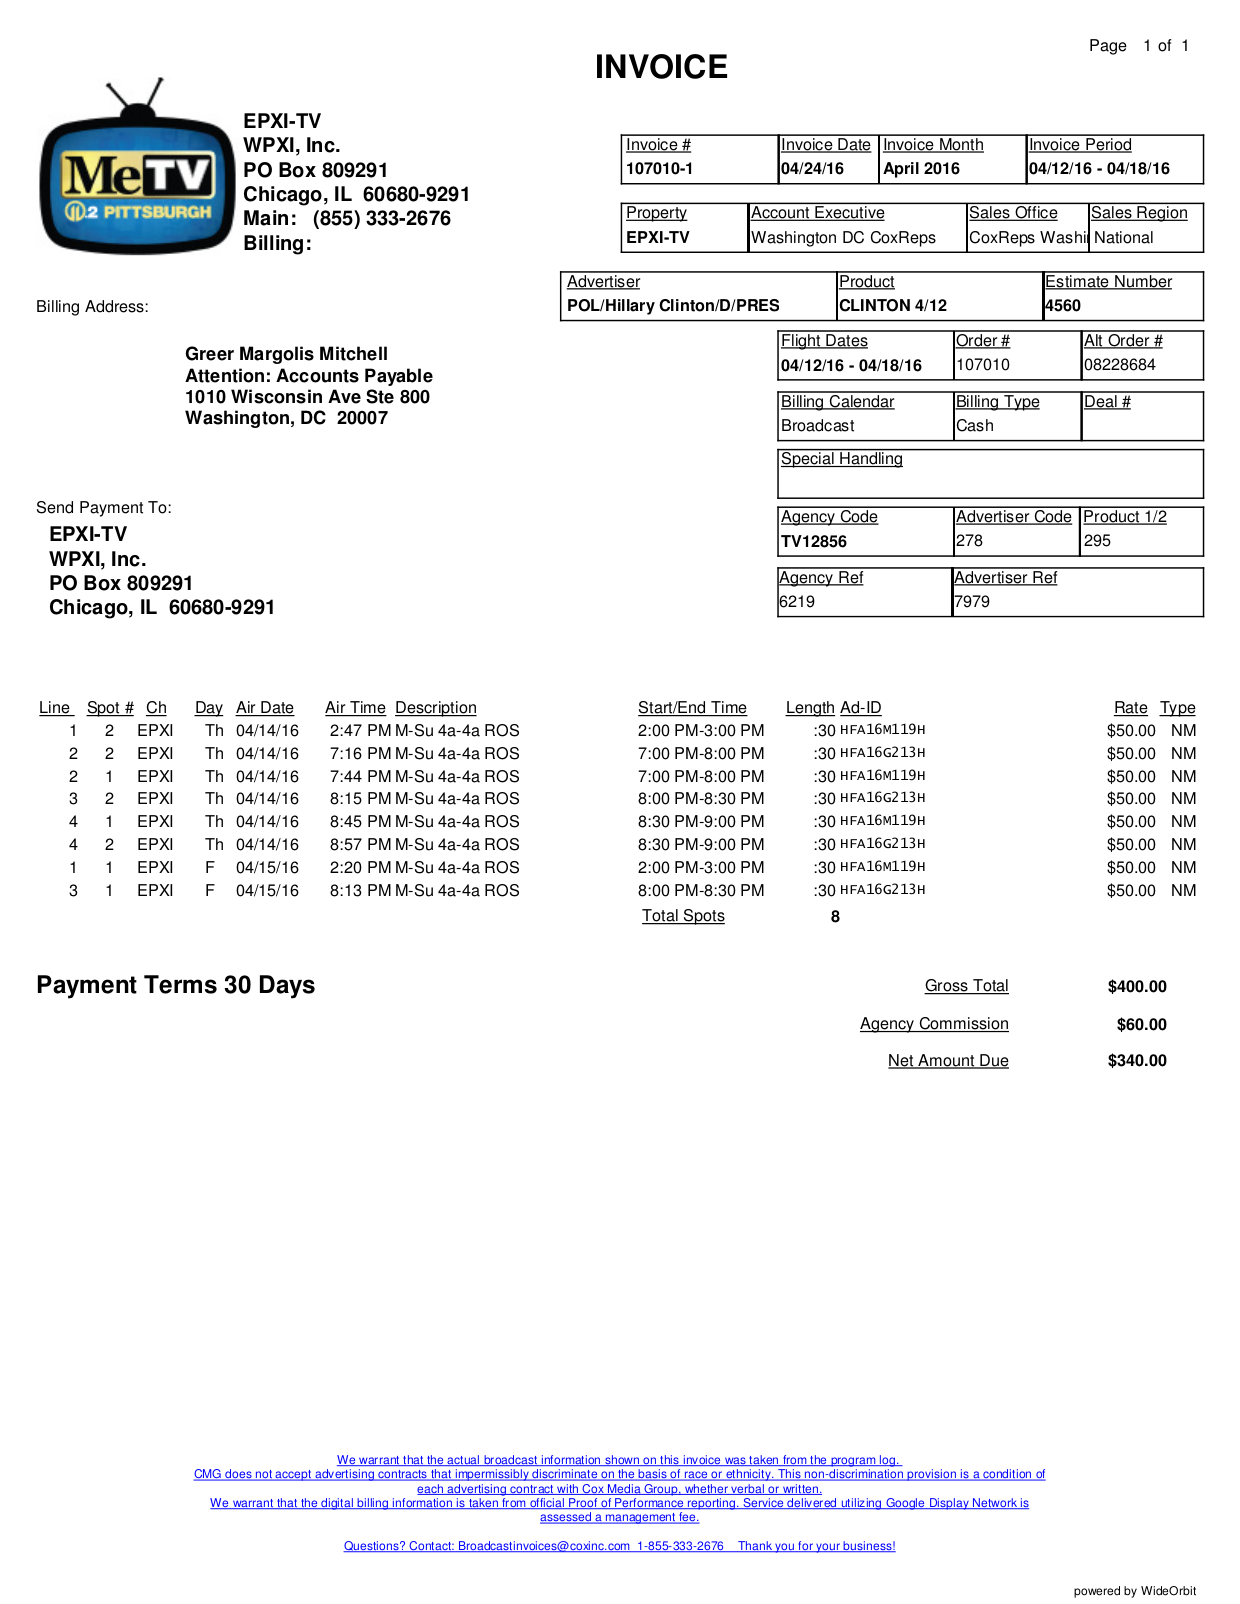 Page 1 of 1
INVOICE
MeTV
11.2 PITTSBURGH
EPXI-TV
WPXI, Inc.
PO Box 809291
Chicago, IL 60680-9291
Main: (855) 333-2676
Billing:
Invoice # Invoice Date Invoice Month Invoice Period
107010-1 04/24/16 April 2016 04/12/16 - 04/18/16
Property Account Executive Sales Office Sales Region
EPXI-TV Washington DC CoxReps CoxReps Washi National
Advertiser Product Estimate Number
POL/Hillary Clinton/D/PRES CLINTON 4/12 4560
Billing Address:
Greer Margolis Mitchell
Attention: Accounts Payable
1010 Wisconsin Ave Ste 800
Washington, DC 20007
Flight Dates Order # Alt Order #
04/12/16 - 04/18/16 107010 08228684
Billing Calendar Billing Type Deal #
Broadcast Cash
Special Handling
Send Payment To:
EPXI-TV
WPXI, Inc.
PO Box 809291
Chicago, IL 60680-9291
Agency Code Advertiser Code Product 1/2
TV12856 278 295
Agency Ref Advertiser Ref
6219 7979
Line Spot # Ch Day Air Date Air Time Description Start/End Time Length Ad-ID Rate Type
1 2 EPXI Th 04/14/16 2:47 PM M-Su 4a-4a ROS 2:00 PM-3:00 PM :30 HFA16M119H $50.00 NM
2 2 EPXI Th 04/14/16 7:16 PM M-Su 4a-4a ROS 7:00 PM-8:00 PM :30 HFA16G213H $50.00 NM
2 1 EPXI Th 04/14/16 7:44 PM M-Su 4a-4a ROS 7:00 PM-8:00 PM :30 HFA16M119H $50.00 NM
3 2 EPXI Th 04/14/16 8:15 PM M-Su 4a-4a ROS 8:00 PM-8:30 PM :30 HFA16G213H $50.00 NM
4 1 EPXI Th 04/14/16 8:45 PM M-Su 4a-4a ROS 8:30 PM-9:00 PM :30 HFA16M119H $50.00 NM
4 2 EPXI Th 04/14/16 8:57 PM M-Su 4a-4a ROS 8:30 PM-9:00 PM :30 HFA16G213H $50.00 NM
1 1 EPXI F 04/15/16 2:20 PM M-Su 4a-4a ROS 2:00 PM-3:00 PM :30 HFA16M119H $50.00 NM
3 1 EPXI F 04/15/16 8:13 PM M-Su 4a-4a ROS 8:00 PM-8:30 PM :30 HFA16G213H $50.00 NM
Total Spots 8
Payment Terms 30 Days
Gross Total $400.00
Agency Commission $60.00
Net Amount Due $340.00
We warrant that the actual broadcast information shown on this invoice was taken from the program log.
CMG does not accept advertising contracts that impermissibly discriminate on the basis of race or ethnicity. This non-discrimination provision is a condition of
each advertising contract with Cox Media Group, whether verbal or written.
We warrant that the digital billing information is taken from official Proof of Performance reporting. Service delivered utilizing Google Display Network is
assessed a management fee.
Questions? Contact: Broadcastinvoices@coxinc.com 1-855-333-2676 Thank you for your business!
powered by WideOrbit